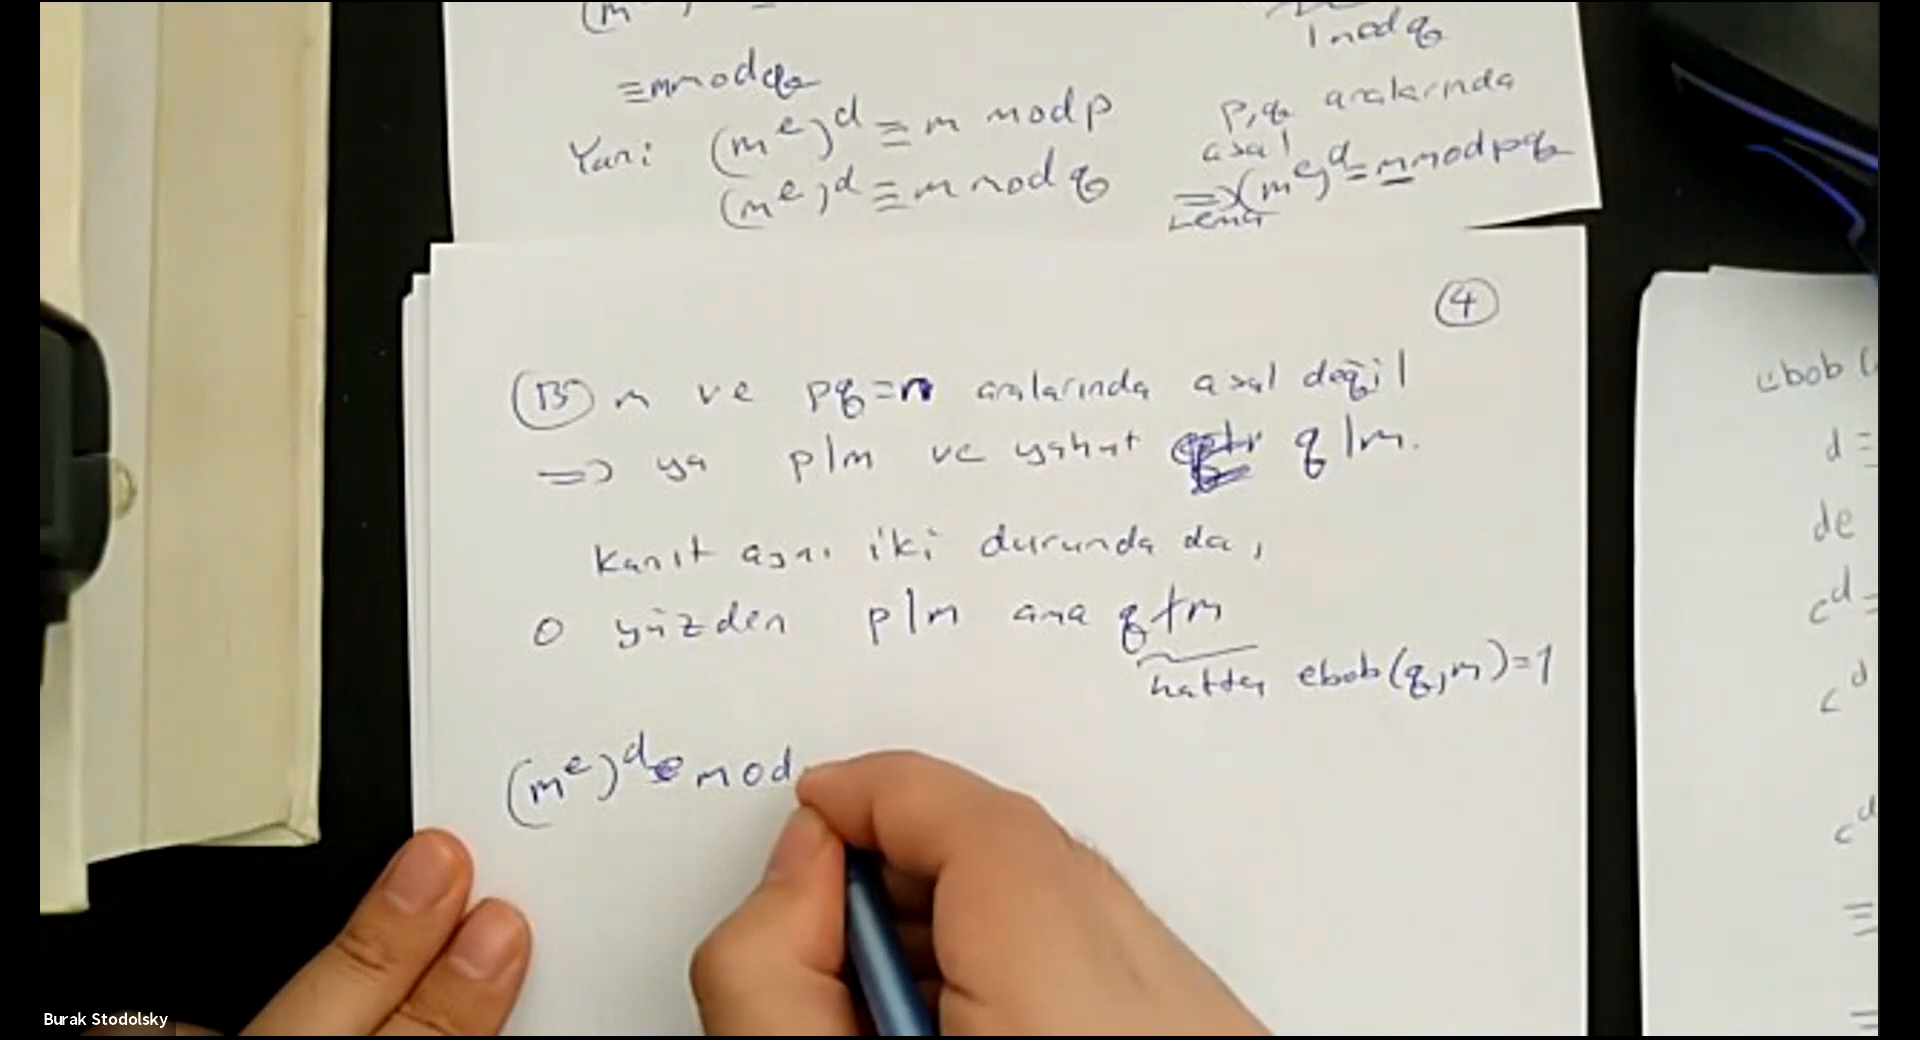 (m
≡ m mod q
1 mod q
Yani: (m^e)^d ≡ m mod p
(m^e)^d ≡ m mod q
p, q aralarında
asal
=> (m^e)^d ≡ m mod pq
Lema
4
B m ve pq = n aralarında asal değil
=> ya p|m ve yahut q|m.
Kanıt aynı iki durumda da,
o yüzden p|m ama q∤m
hatta ebob(q,m)=1
(m^e)^d mod
ebob (
d =
de
c^d =
c^d
c^d
≡
=
Burak Stodolsky